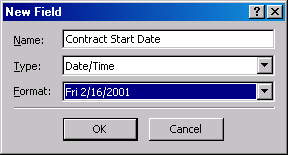 New Field
Name: Contract Start Date
Type: Date/Time
Format: Fri 2/16/2001
OK Cancel